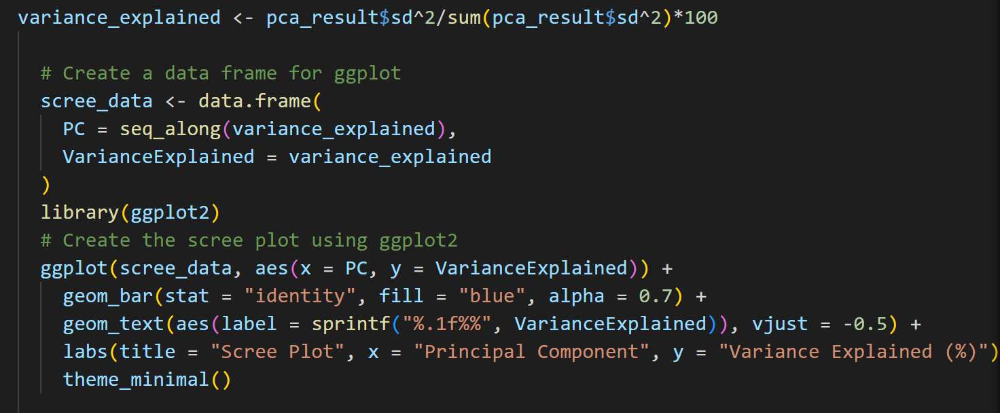 variance_explained <- pca_result$sd^2/sum(pca_result$sd^2)*100
# Create a data frame for ggplot
scree_data <- data.frame(
PC = seq_along(variance_explained),
VarianceExplained = variance_explained
)
library(ggplot2)
# Create the scree plot using ggplot2
ggplot(scree_data, aes(x = PC, y = VarianceExplained)) +
geom_bar(stat = "identity", fill = "blue", alpha = 0.7) +
geom_text(aes(label = sprintf("%.1f%%", VarianceExplained)), vjust = -0.5) +
labs(title = "Scree Plot", x = "Principal Component", y = "Variance Explained (%)")
theme_minimal()